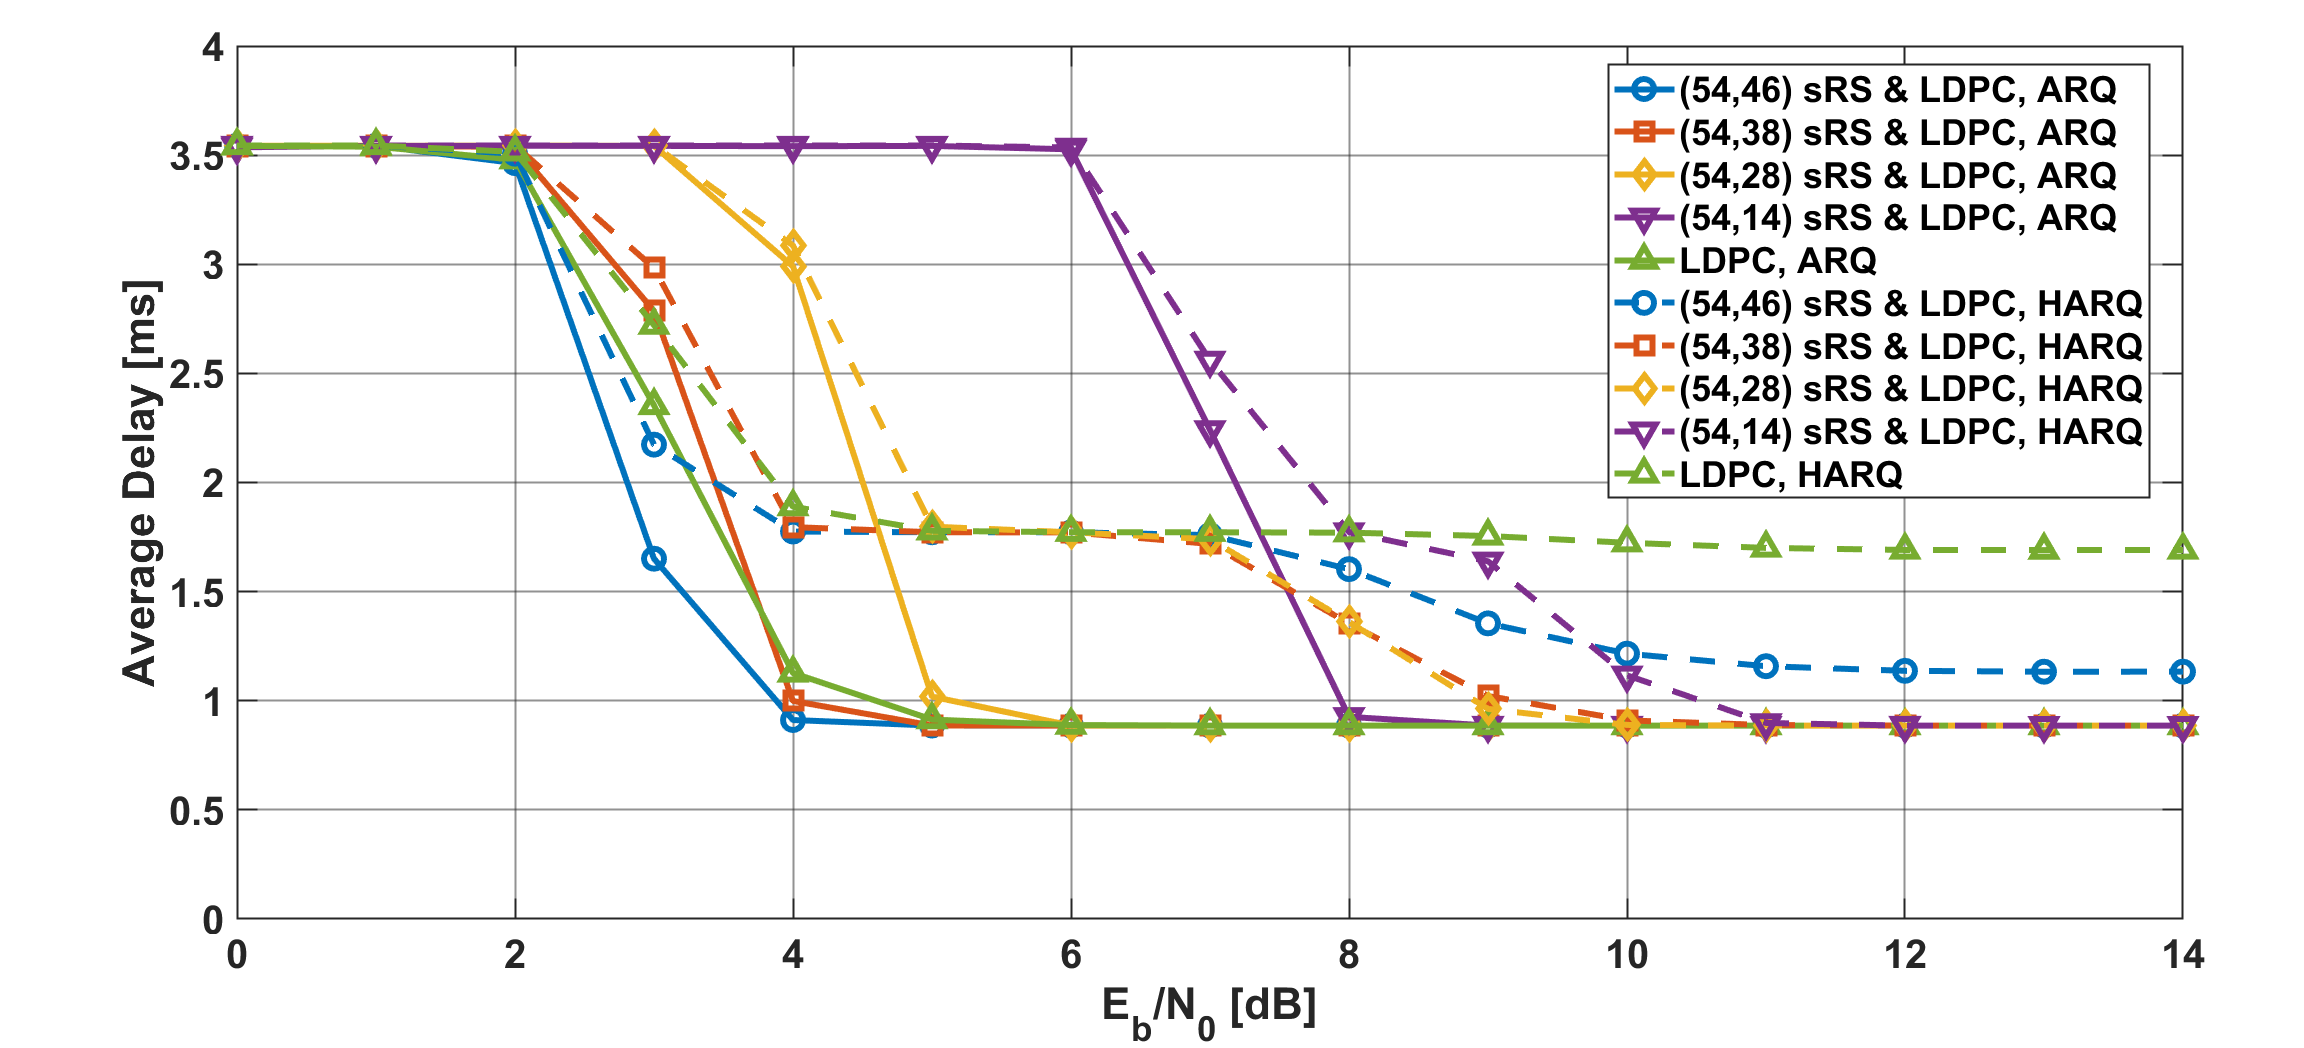 4
3.5
3
2.5
2
1.5
1
0.5
0
Average Delay [ms]
0 2 4 6 8 10 12 14
E_b/N_0 [dB]
(54,46) sRS & LDPC, ARQ
(54,38) sRS & LDPC, ARQ
(54,28) sRS & LDPC, ARQ
(54,14) sRS & LDPC, ARQ
LDPC, ARQ
(54,46) sRS & LDPC, HARQ
(54,38) sRS & LDPC, HARQ
(54,28) sRS & LDPC, HARQ
(54,14) sRS & LDPC, HARQ
LDPC, HARQ